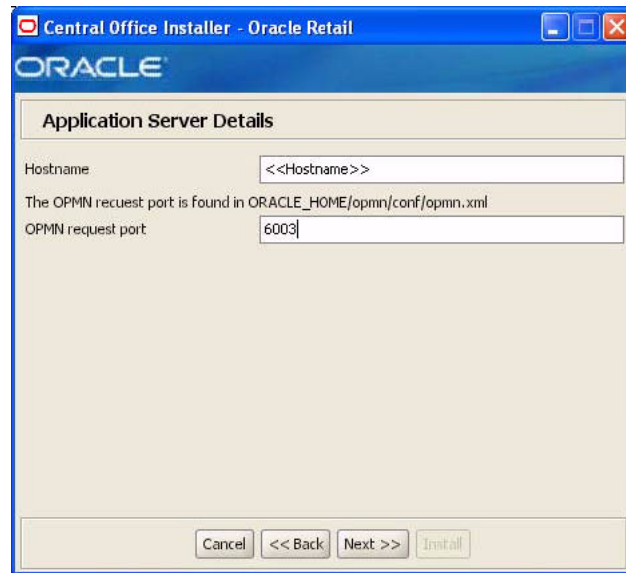 Central Office Installer - Oracle Retail
ORACLE
Application Server Details
Hostname <<Hostname>>
The OPMN recuest port is found in ORACLE_HOME/opmn/conf/opmn.xml
OPMN request port 6003
Cancel << Back Next >> Install